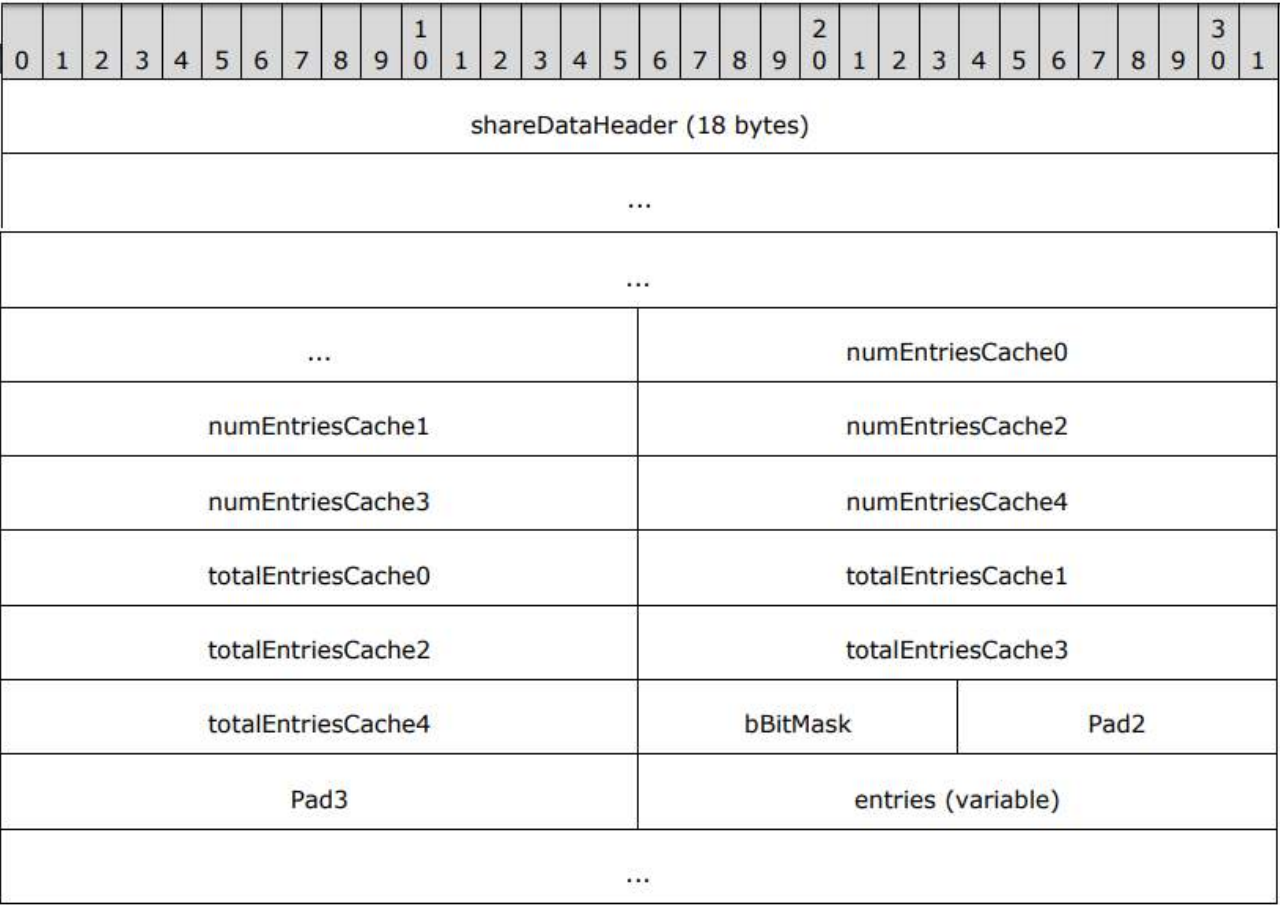 1 2 3
0 1 2 3 4 5 6 7 8 9 0 1 2 3 4 5 6 7 8 9 0 1 2 3 4 5 6 7 8 9 0 1
shareDataHeader (18 bytes)
...
...
... numEntriesCache0
numEntriesCache1 numEntriesCache2
numEntriesCache3 numEntriesCache4
totalEntriesCache0 totalEntriesCache1
totalEntriesCache2 totalEntriesCache3
totalEntriesCache4 bBitMask Pad2
Pad3 entries (variable)
...